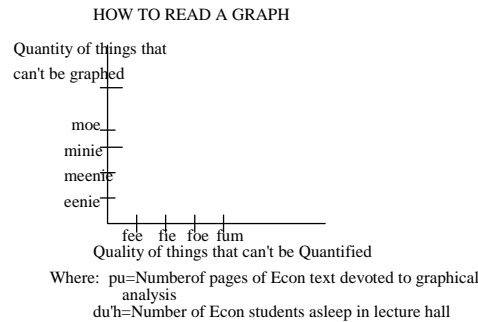 HOW TO READ A GRAPH
Quantity of things that
can't be graphed
moe
minie
meenie
eenie
fee fie foe fum
Quality of things that can't be Quantified
Where: pu=Numberof pages of Econ text devoted to graphical
analysis
du'h=Number of Econ students asleep in lecture hall